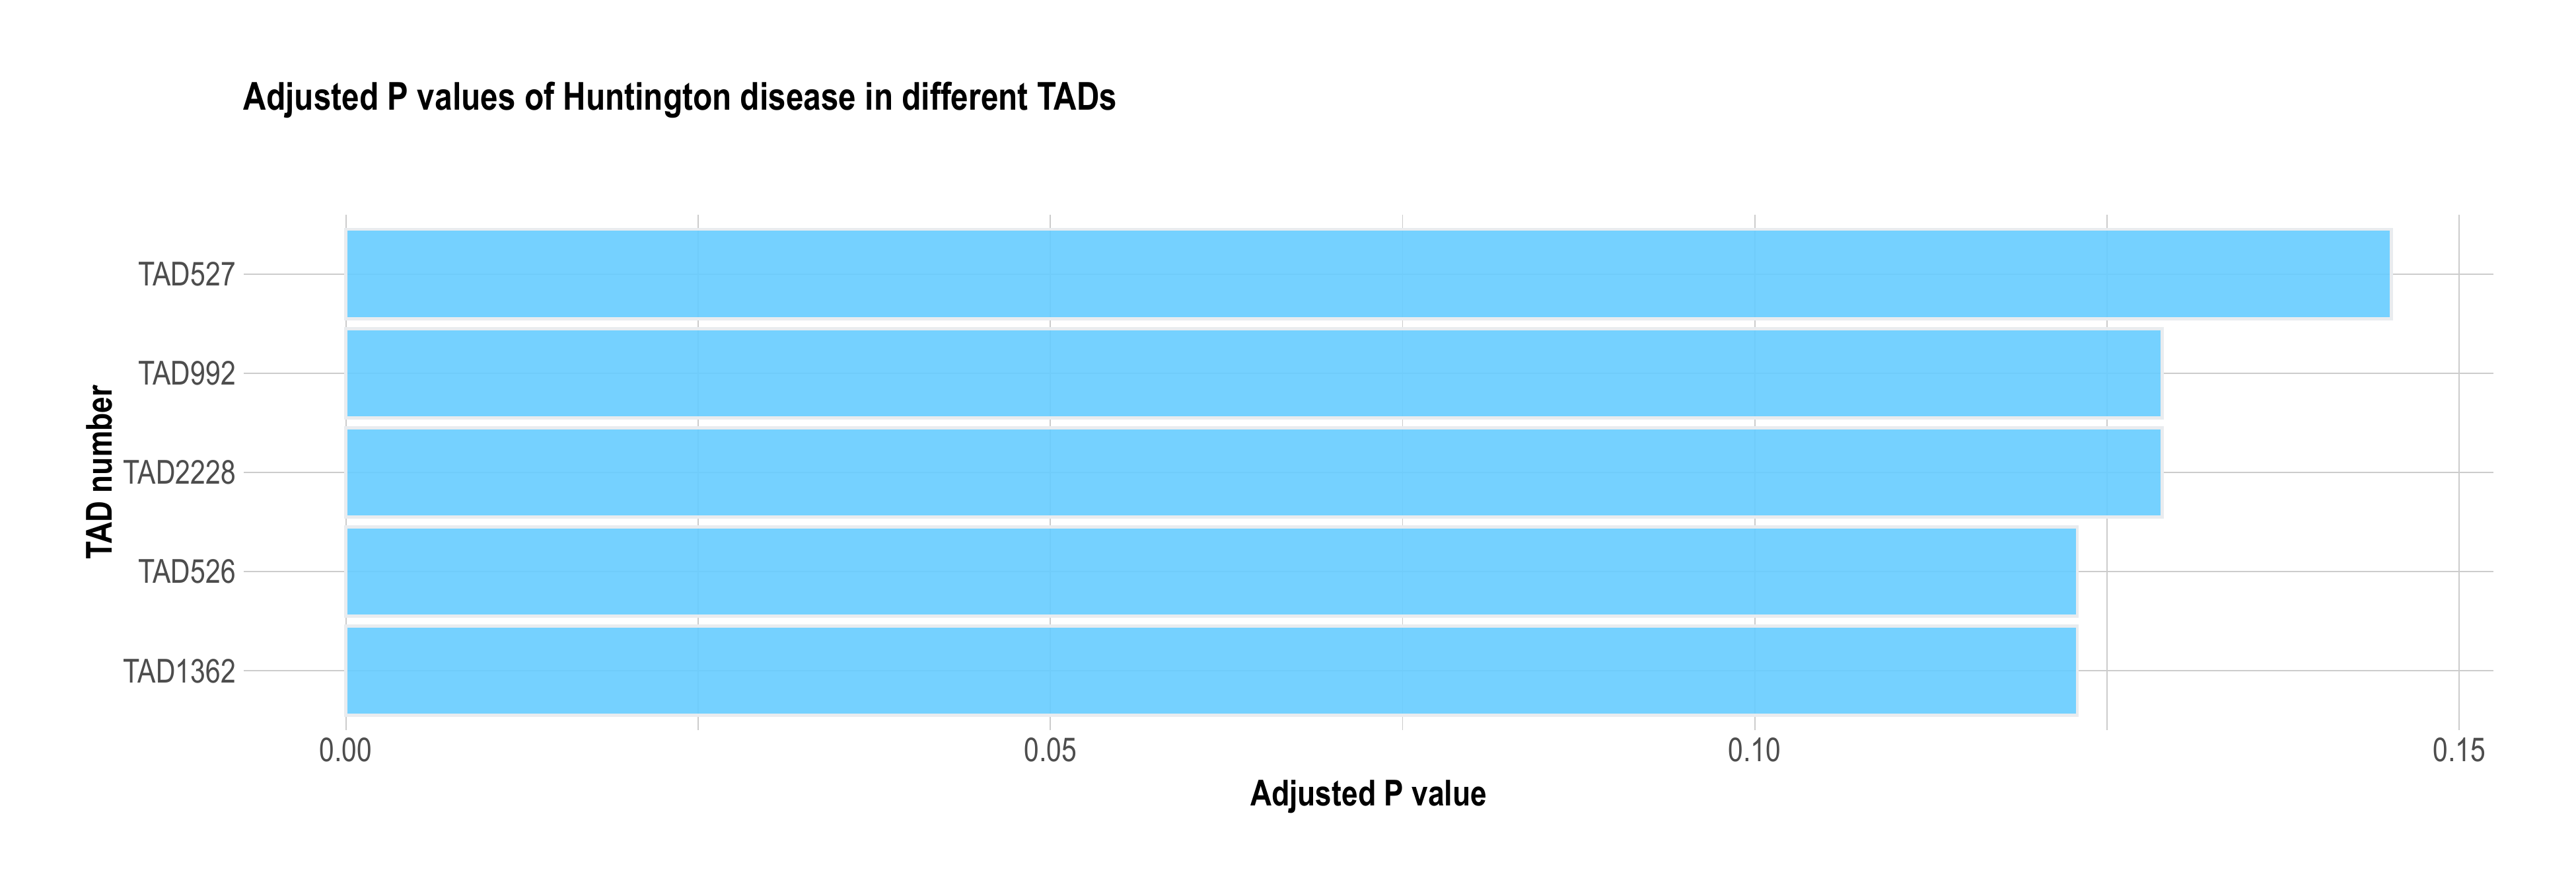 Adjusted P values of Huntington disease in different TADs
TAD number
TAD527
TAD992
TAD2228
TAD526
TAD1362
0.00 0.05 0.10 0.15
Adjusted P value